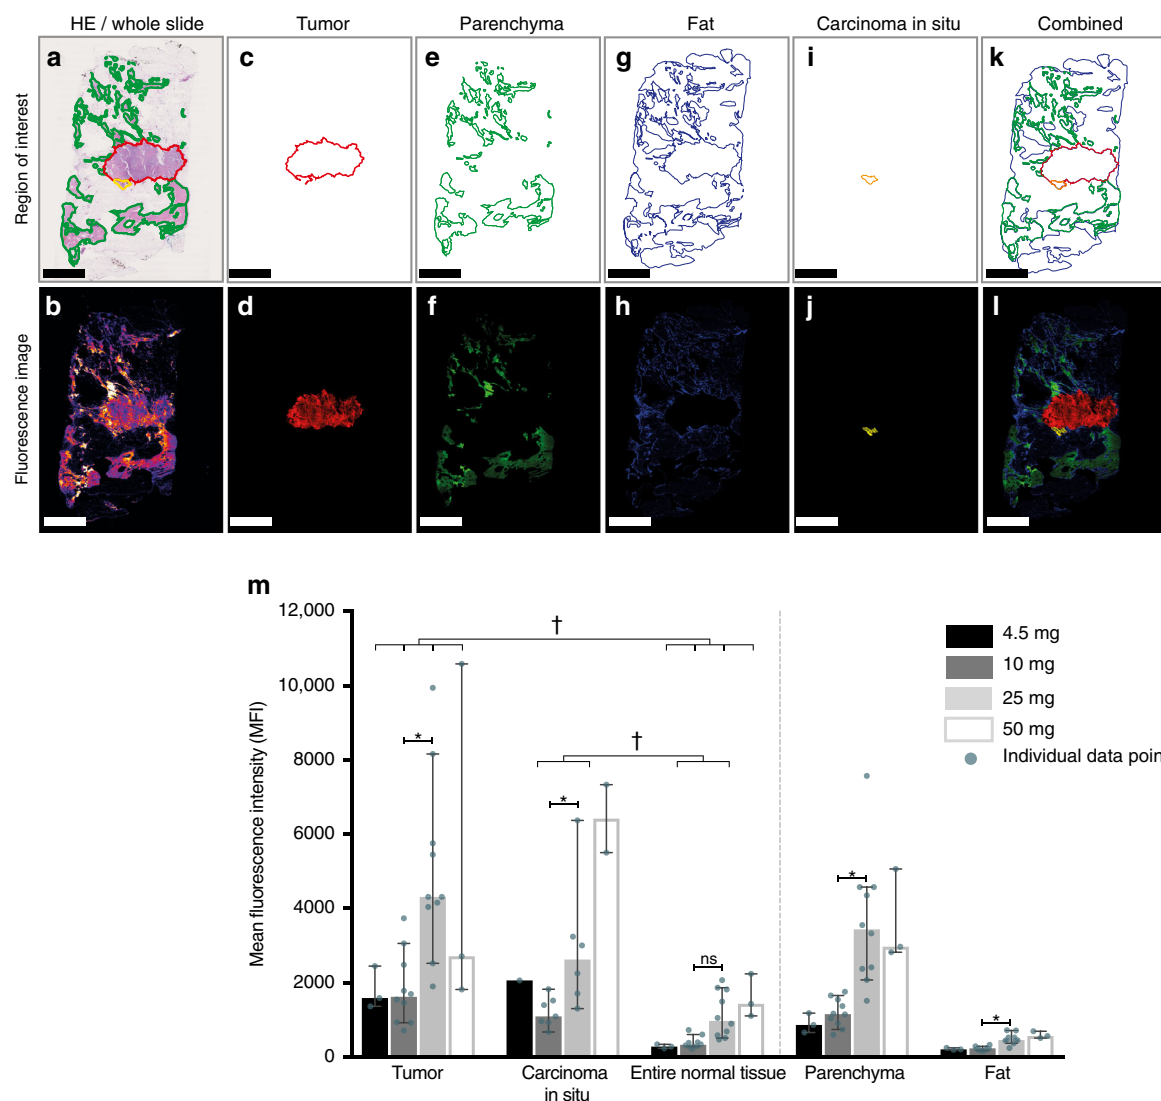 HE / whole slide
Tumor
Parenchyma
Fat
Carcinoma in situ
Combined
Region of interest
a
c
e
g
i
k
Fluorescence image
b
d
f
h
j
l
m
Mean fluorescence intensity (MFI)
12,000
10,000
8000
6000
4000
2000
0
†
†
*
*
ns
*
*
4.5 mg
10 mg
25 mg
50 mg
Individual data poin
Tumor
Carcinoma
in situ
Entire normal tissue
Parenchyma
Fat